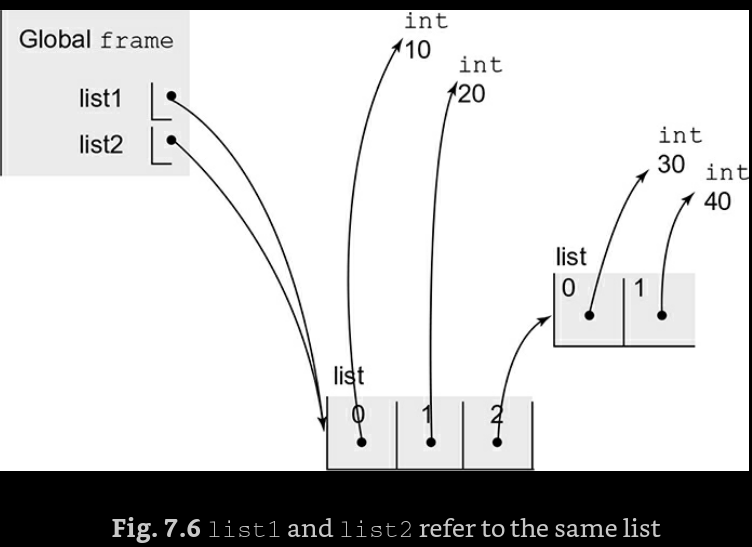 Global frame
list1
list2
int
10
int
20
int
30
int
40
list
0 1
list
0 1 2
Fig. 7.6 list1 and list2 refer to the same list